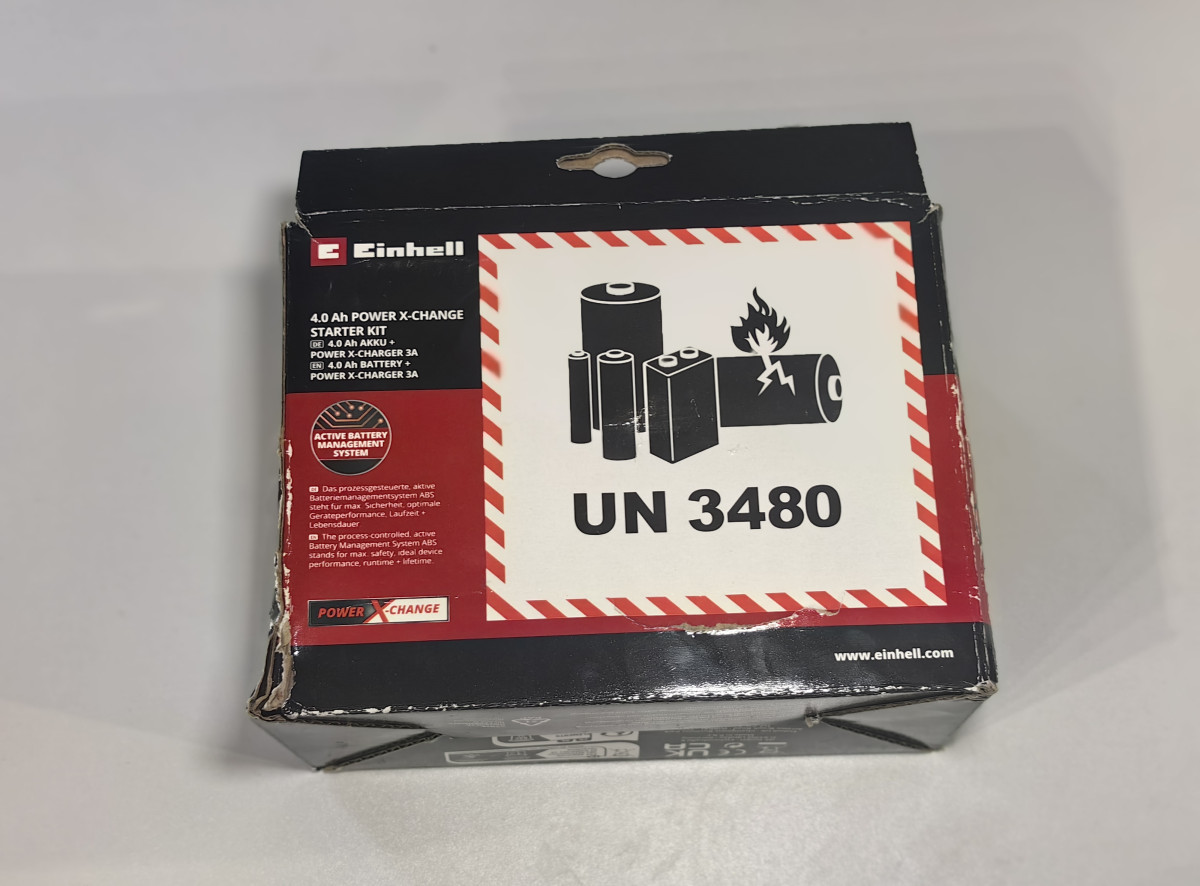 Einhell
4.0 Ah POWER X-CHANGE
STARTER KIT
DE 4.0 Ah AKKU +
POWER X-CHARGER 3A
EN 4.0 Ah BATTERY +
POWER X-CHARGER 3A
ACTIVE BATTERY
MANAGEMENT
SYSTEM
DE Das prozessgesteuerte, aktive
Batteriemanagementsystem ABS
steht für max. Sicherheit, optimale
Geräteperformance, Laufzeit +
Lebensdauer
EN The process-controlled, active
Battery Management System ABS
stands for max. safety, ideal device
performance, runtime + lifetime.
POWER X-CHANGE
UN 3480
www.einhell.com